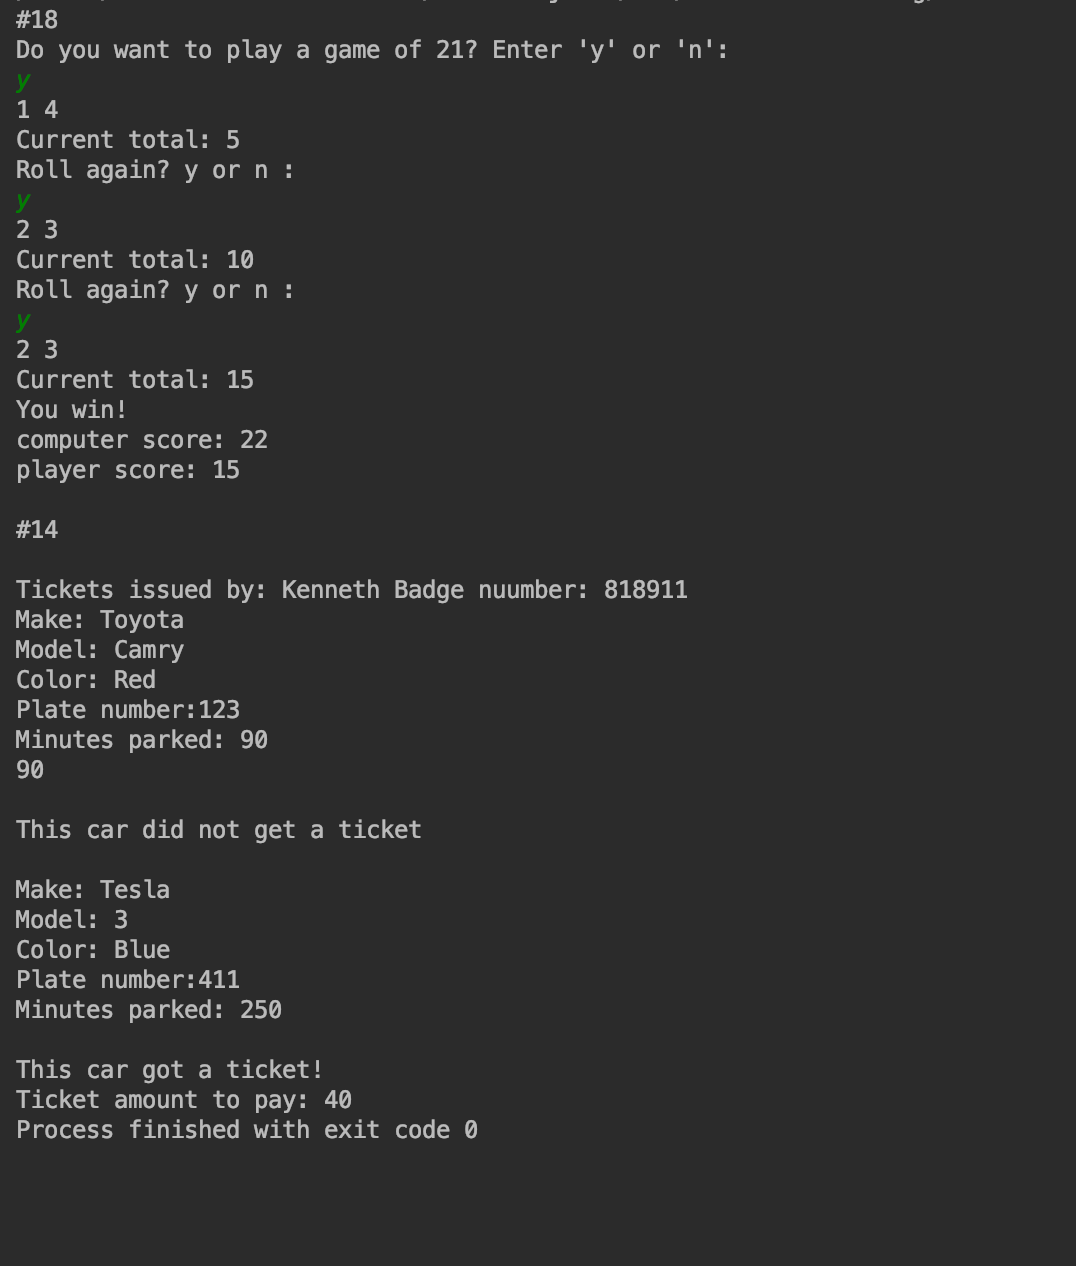 #18
Do you want to play a game of 21? Enter 'y' or 'n':
y
1 4
Current total: 5
Roll again? y or n :
y
2 3
Current total: 10
Roll again? y or n :
y
2 3
Current total: 15
You win!
computer score: 22
player score: 15
#14
Tickets issued by: Kenneth Badge nuumber: 818911
Make: Toyota
Model: Camry
Color: Red
Plate number:123
Minutes parked: 90
90
This car did not get a ticket
Make: Tesla
Model: 3
Color: Blue
Plate number:411
Minutes parked: 250
This car got a ticket!
Ticket amount to pay: 40
Process finished with exit code 0